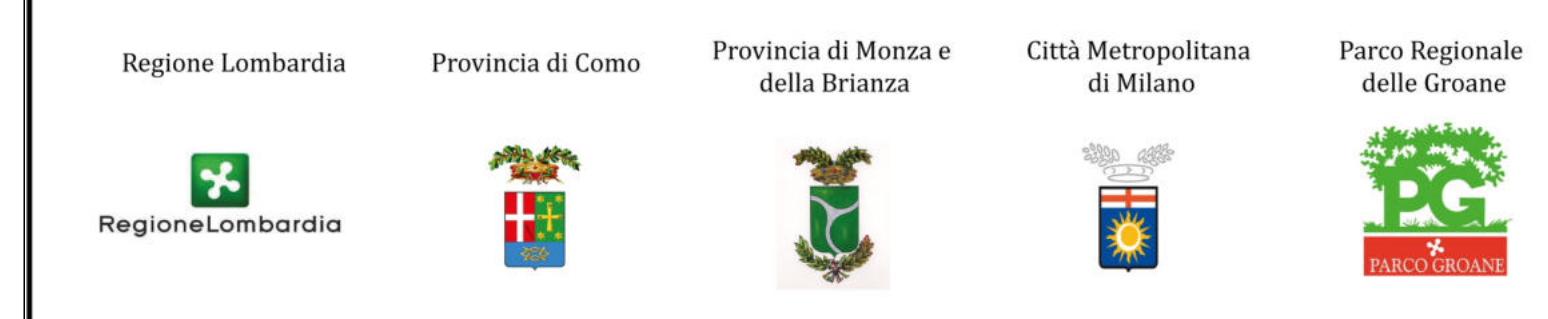 Regione Lombardia
Provincia di Como
Provincia di Monza e
della Brianza
Città Metropolitana
di Milano
Parco Regionale
delle Groane
RegioneLombardia
PG
PARCO GROANE